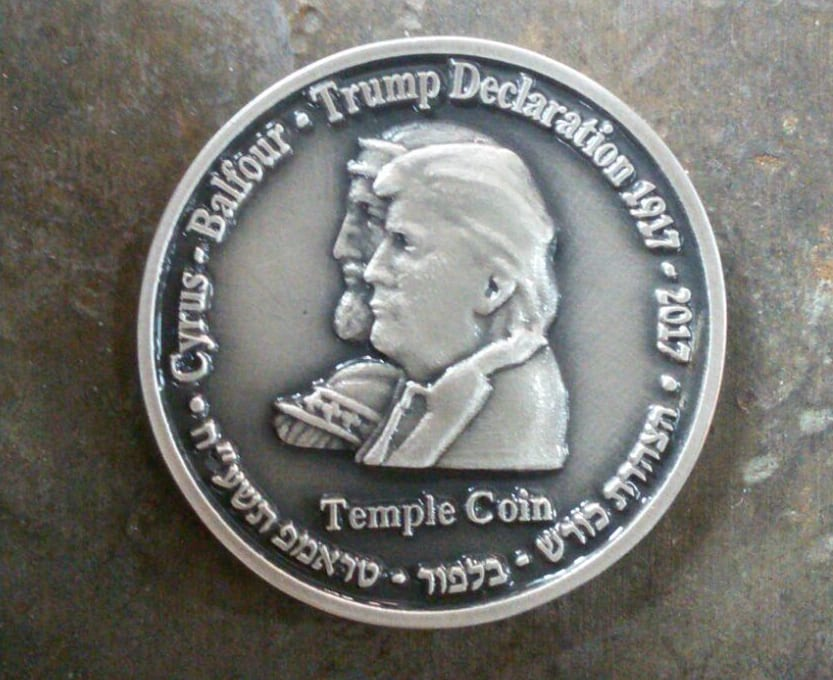 • Cyrus - Balfour • Trump Declaration 1917 - 2017 •
Temple Coin
הצהרת כורש - בלפור - טראמפ תשע"ח